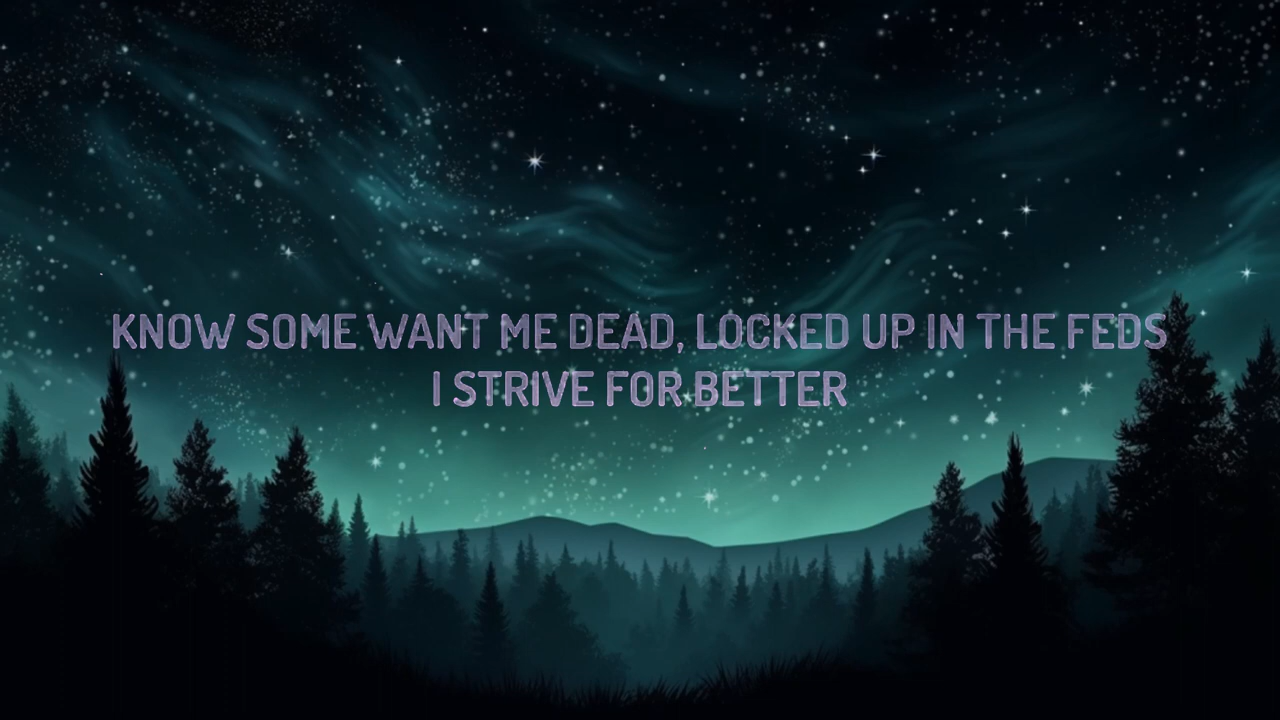 KNOW SOME WANT ME DEAD, LOCKED UP IN THE FEDS
I STRIVE FOR BETTER